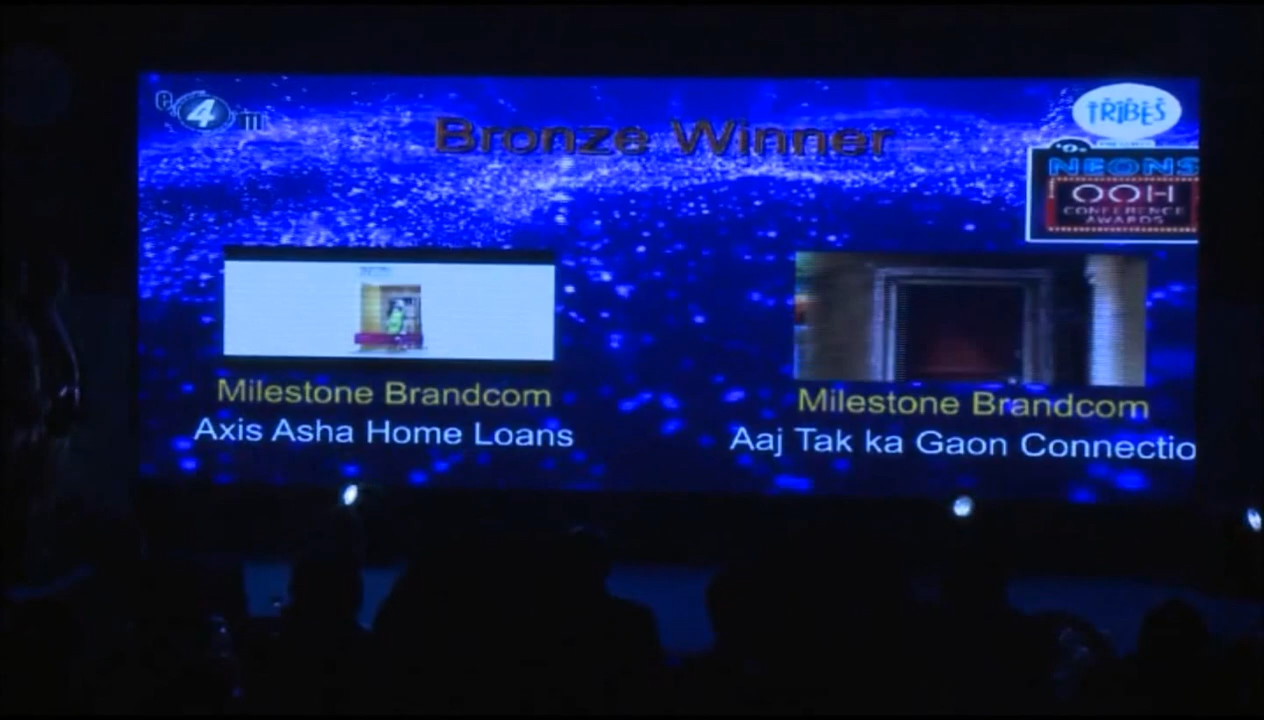 e4m
TRIBES
Bronze Winner
NEONS
OOH
CONFERENCE
AWARDS
Milestone Brandcom
Axis Asha Home Loans
Milestone Brandcom
Aaj Tak ka Gaon Connectio